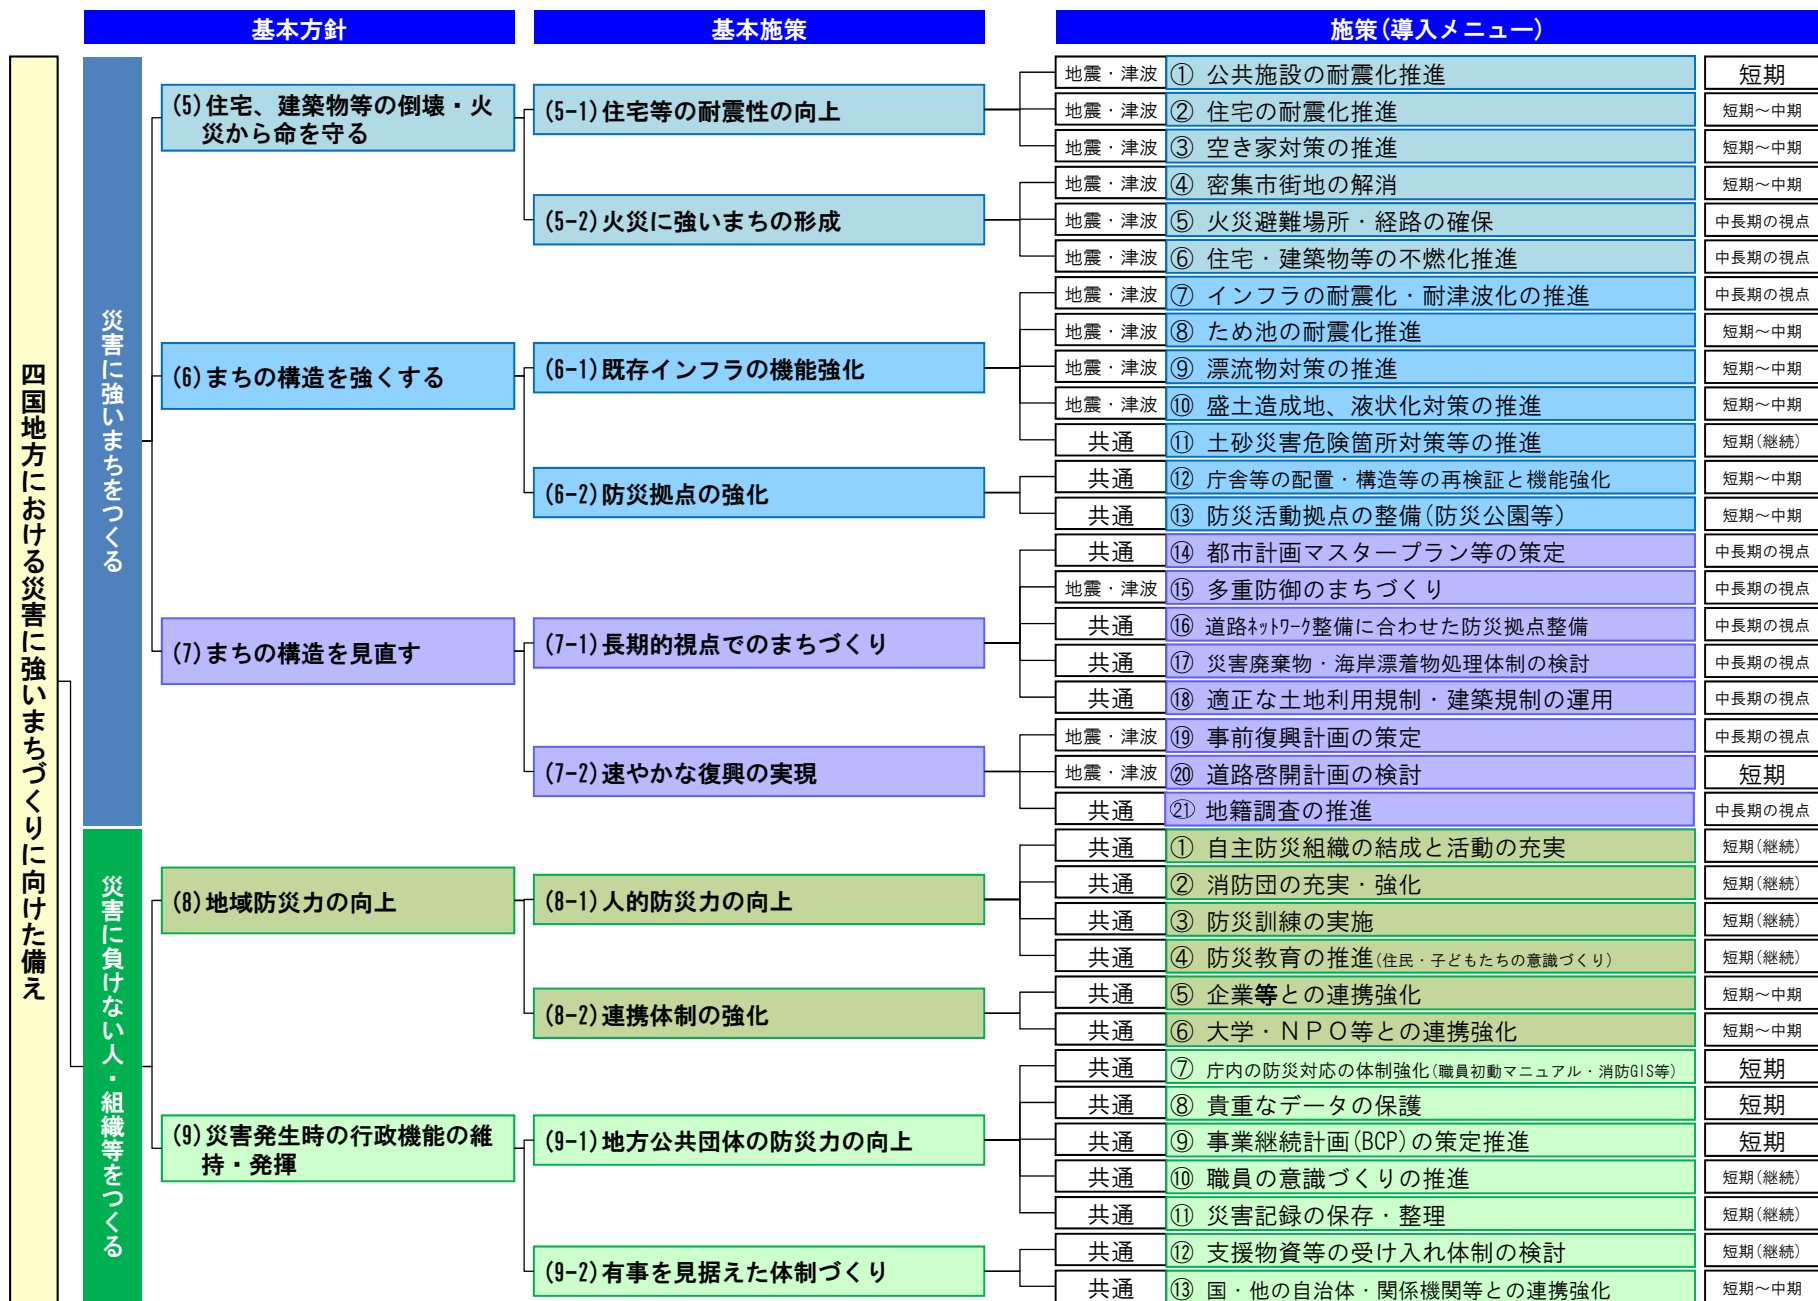 基本方針
基本施策
施策(導入メニュー)
四国地方における災害に強いまちづくりに向けた備え
災害に強いまちをつくる
(5)住宅、建築物等の倒壊・火
災から命を守る
(5-1)住宅等の耐震性の向上
地震・津波 ① 公共施設の耐震化推進 短期
地震・津波 ② 住宅の耐震化推進 短期～中期
地震・津波 ③ 空き家対策の推進 短期～中期
(5-2)火災に強いまちの形成
地震・津波 ④ 密集市街地の解消 短期～中期
地震・津波 ⑤ 火災避難場所・経路の確保 中長期の視点
地震・津波 ⑥ 住宅・建築物等の不燃化推進 中長期の視点
(6)まちの構造を強くする
(6-1)既存インフラの機能強化
地震・津波 ⑦ インフラの耐震化・耐津波化の推進 中長期の視点
地震・津波 ⑧ ため池の耐震化推進 短期～中期
地震・津波 ⑨ 漂流物対策の推進 短期～中期
地震・津波 ⑩ 盛土造成地、液状化対策の推進 短期～中期
共通 ⑪ 土砂災害危険箇所対策等の推進 短期(継続)
(6-2)防災拠点の強化
共通 ⑫ 庁舎等の配置・構造等の再検証と機能強化 短期～中期
共通 ⑬ 防災活動拠点の整備(防災公園等) 短期～中期
(7)まちの構造を見直す
(7-1)長期的視点でのまちづくり
共通 ⑭ 都市計画マスタープラン等の策定 中長期の視点
地震・津波 ⑮ 多重防御のまちづくり 中長期の視点
共通 ⑯ 道路ﾈｯﾄﾜｰｸ整備に合わせた防災拠点整備 中長期の視点
共通 ⑰ 災害廃棄物・海岸漂着物処理体制の検討 中長期の視点
共通 ⑱ 適正な土地利用規制・建築規制の運用 中長期の視点
(7-2)速やかな復興の実現
地震・津波 ⑲ 事前復興計画の策定 中長期の視点
地震・津波 ⑳ 道路啓開計画の検討 短期
共通 ㉑ 地籍調査の推進 中長期の視点
災害に負けない人・組織等をつくる
(8)地域防災力の向上
(8-1)人的防災力の向上
共通 ① 自主防災組織の結成と活動の充実 短期(継続)
共通 ② 消防団の充実・強化 短期(継続)
共通 ③ 防災訓練の実施 短期(継続)
共通 ④ 防災教育の推進(住民・子どもたちの意識づくり) 短期(継続)
(8-2)連携体制の強化
共通 ⑤ 企業等との連携強化 短期～中期
共通 ⑥ 大学・ＮＰＯ等との連携強化 短期～中期
(9)災害発生時の行政機能の維
持・発揮
(9-1)地方公共団体の防災力の向上
共通 ⑦ 庁内の防災対応の体制強化(職員初動マニュアル・消防GIS等) 短期
共通 ⑧ 貴重なデータの保護 短期
共通 ⑨ 事業継続計画(BCP)の策定推進 短期
共通 ⑩ 職員の意識づくりの推進 短期(継続)
共通 ⑪ 災害記録の保存・整理 短期(継続)
(9-2)有事を見据えた体制づくり
共通 ⑫ 支援物資等の受け入れ体制の検討 短期(継続)
共通 ⑬ 国・他の自治体・関係機関等との連携強化 短期～中期